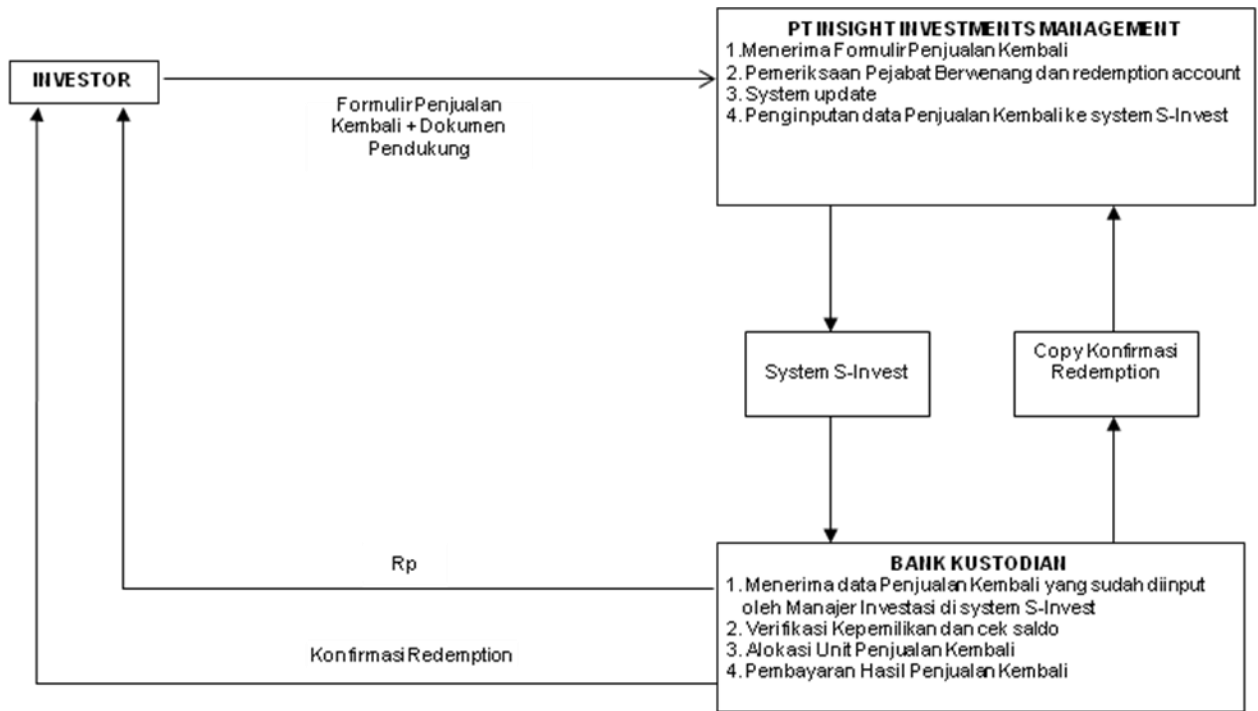 INVESTOR
Formulir Penjualan
Kembali + Dokumen
Pendukung
PT INSIGHT INVESTMENTS MANAGEMENT
1.Menerima Formulir Penjualan Kembali
2. Pemeriksaan Pejabat Berwenang dan redemption account
3. System update
4. Penginputan data Penjualan Kembali ke system S-Invest
System S-Invest
Copy Konfirmasi
Redemption
Rp
Konfirmasi Redemption
BANK KUSTODIAN
1. Menerima data Penjualan Kembali yang sudah diinput
oleh Manajer Investasi di system S-Invest
2. Verifikasi Kepemilikan dan cek saldo
3. Alokasi Unit Penjualan Kembali
4. Pembayaran Hasil Penjualan Kembali